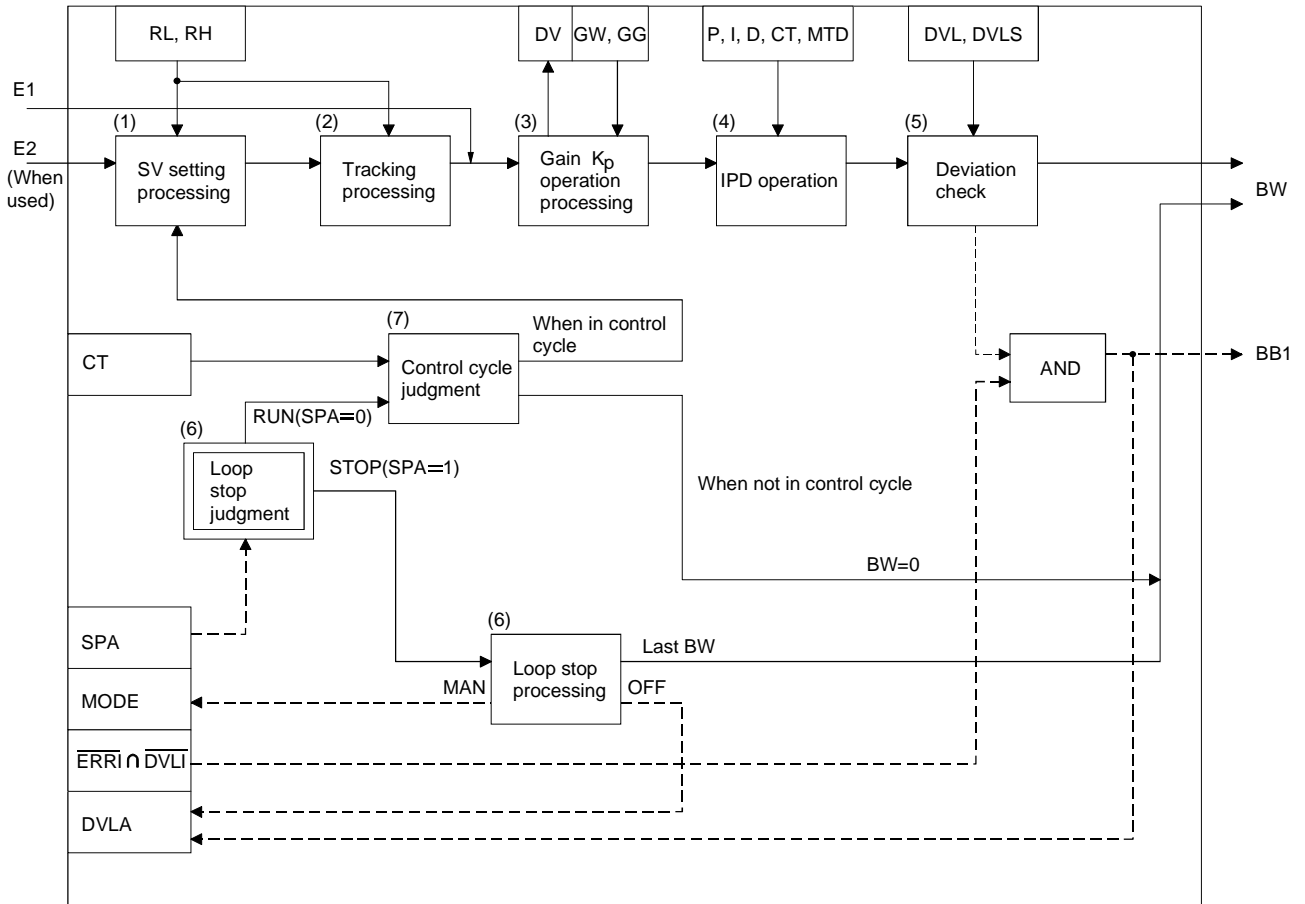 RL, RH
DV
GW, GG
P, I, D, CT, MTD
DVL, DVLS
E1
(1)
(2)
(3)
(4)
(5)
E2
(When
used)
SV setting
processing
Tracking
processing
Gain Kp
operation
processing
IPD operation
Deviation
check
BW
(7)
When in control
cycle
CT
Control cycle
judgment
AND
BB1
RUN(SPA=0)
(6)
Loop
stop
judgment
STOP(SPA=1)
When not in control cycle
BW=0
SPA
(6)
Loop stop
processing
Last BW
MODE
MAN
OFF
E̅R̅R̅I̅ ∩ D̅V̅L̅I̅
DVLA